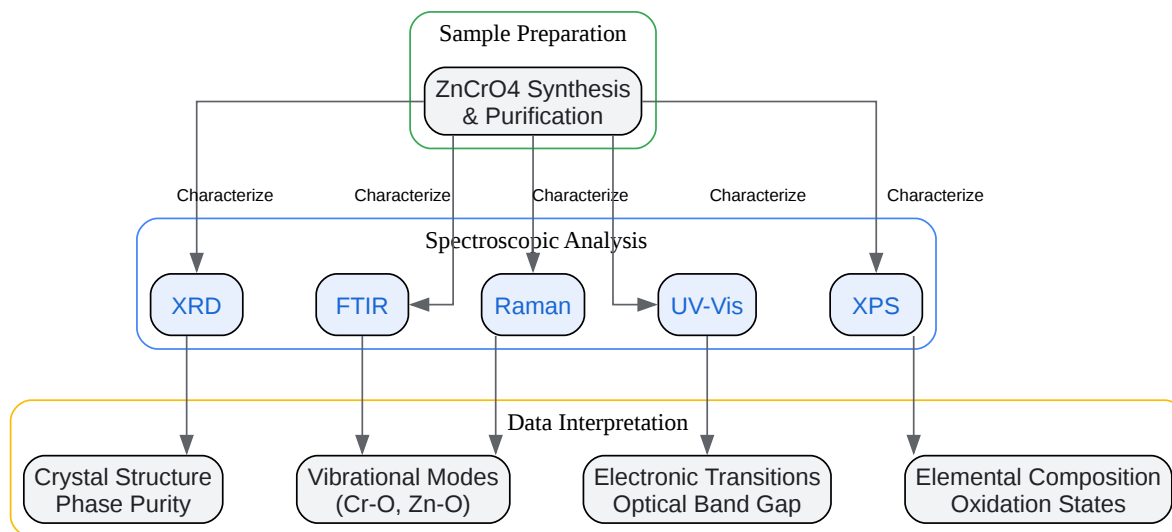 Sample Preparation
ZnCrO4 Synthesis
& Purification
Characterize
Characterize
Characterize
Characterize
Characterize
Spectroscopic Analysis
XRD
FTIR
Raman
UV-Vis
XPS
Data Interpretation
Crystal Structure
Phase Purity
Vibrational Modes
(Cr-O, Zn-O)
Electronic Transitions
Optical Band Gap
Elemental Composition
Oxidation States